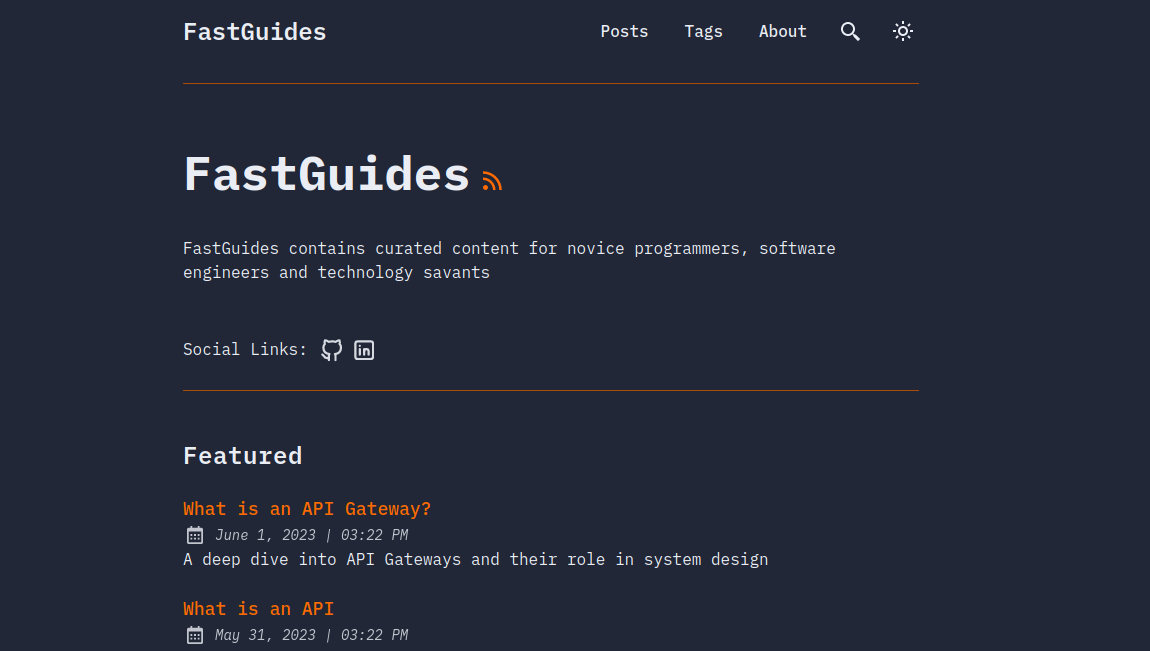 FastGuides
Posts Tags About
FastGuides
FastGuides contains curated content for novice programmers, software
engineers and technology savants
Social Links:
Featured
What is an API Gateway?
June 1, 2023 | 03:22 PM
A deep dive into API Gateways and their role in system design
What is an API
May 31, 2023 | 03:22 PM